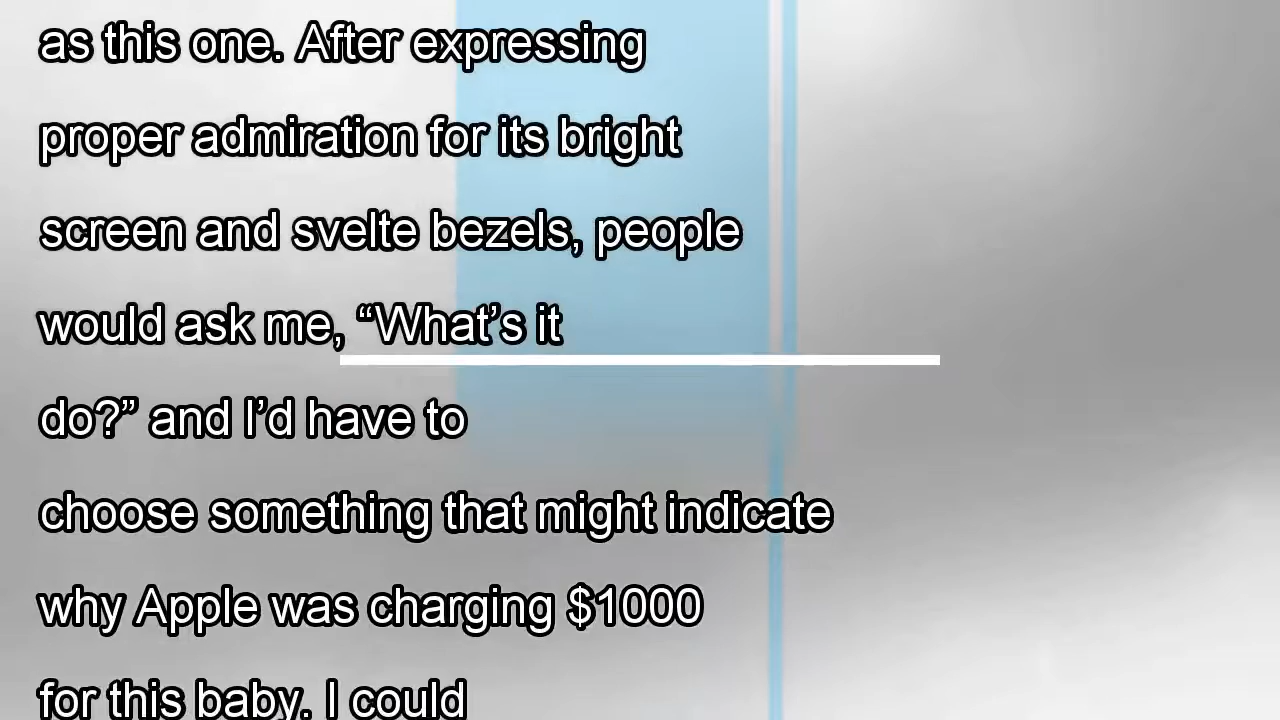 as this one. After expressing
proper admiration for its bright
screen and svelte bezels, people
would ask me, “What’s it
do?” and I’d have to
choose something that might indicate
why Apple was charging $1000
for this baby. I could